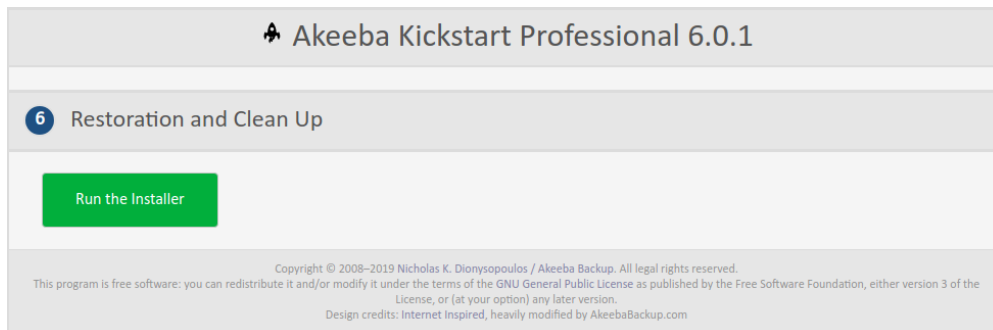 Akeeba Kickstart Professional 6.0.1
6 Restoration and Clean Up
Run the Installer
Copyright © 2008–2019 Nicholas K. Dionysopoulos / Akeeba Backup. All legal rights reserved.
This program is free software: you can redistribute it and/or modify it under the terms of the GNU General Public License as published by the Free Software Foundation, either version 3 of the
License, or (at your option) any later version.
Design credits: Internet Inspired, heavily modified by AkeebaBackup.com